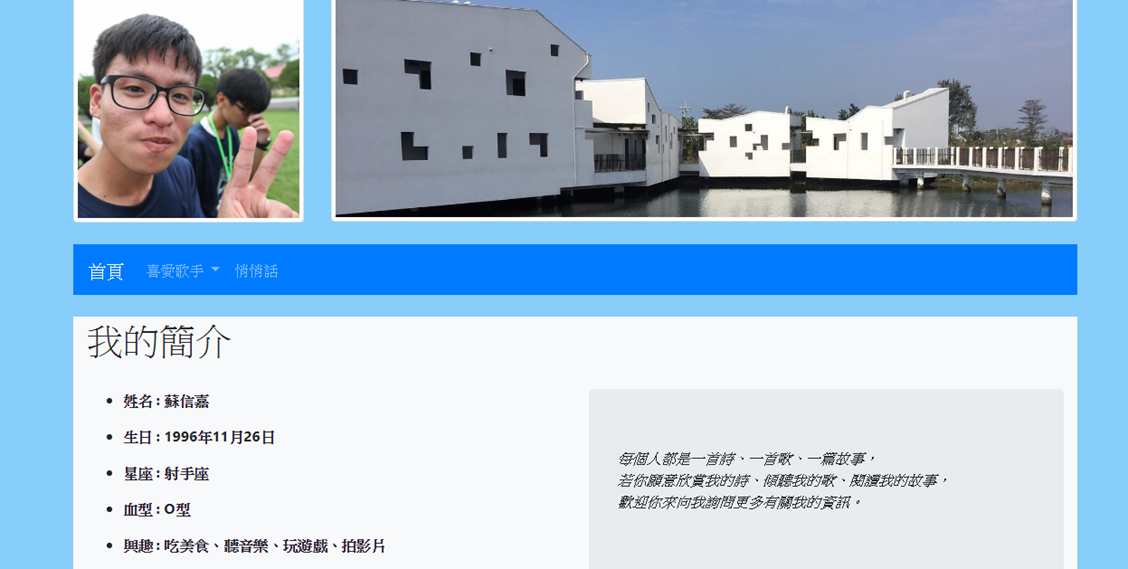 首頁 喜愛歌手 悄悄話
我的簡介
姓名 : 蘇信嘉
生日 : 1996年11月26日
星座 : 射手座
血型 : O型
興趣 : 吃美食、聽音樂、玩遊戲、拍影片
每個人都是一首詩、一首歌、一篇故事，
若你願意欣賞我的詩、傾聽我的歌、閱讀我的故事，
歡迎你來向我詢問更多有關我的資訊。